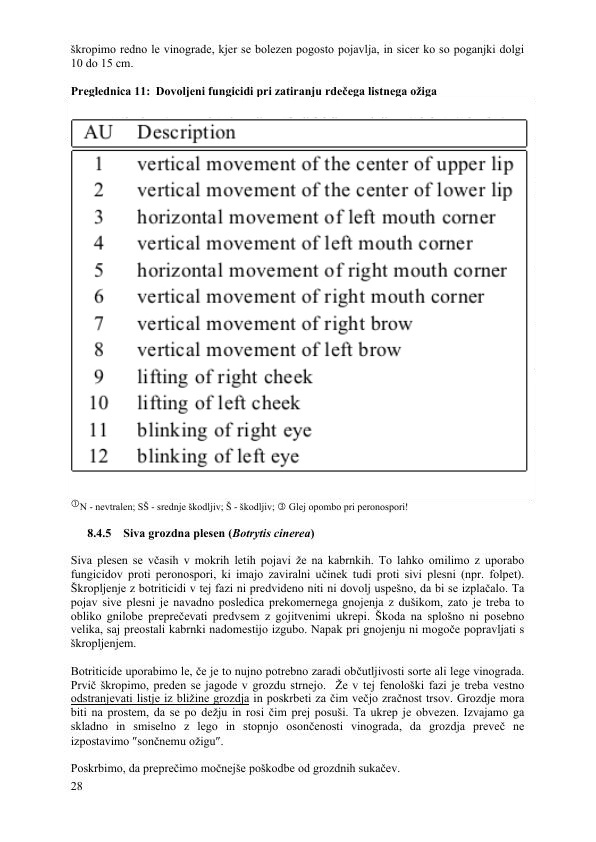 škropimo redno le vinograde, kjer se bolezen pogosto pojavlja, in sicer ko so poganjki dolgi
10 do 15 cm.
Preglednica 11: Dovoljeni fungicidi pri zatiranju rdečega listnega ožiga
AU Description
1 vertical movement of the center of upper lip
2 vertical movement of the center of lower lip
3 horizontal movement of left mouth corner
4 vertical movement of left mouth corner
5 horizontal movement of right mouth corner
6 vertical movement of right mouth corner
7 vertical movement of right brow
8 vertical movement of left brow
9 lifting of right cheek
10 lifting of left cheek
11 blinking of right eye
12 blinking of left eye
①N - nevtralen; SŠ - srednje škodljiv; Š - škodljiv; ③ Glej opombo pri peronospori!
8.4.5 Siva grozdna plesen (Botrytis cinerea)
Siva plesen se včasih v mokrih letih pojavi že na kabrnkih. To lahko omilimo z uporabo
fungicidov proti peronospori, ki imajo zaviralni učinek tudi proti sivi plesni (npr. folpet).
Škropljenje z botriticidi v tej fazi ni predvideno niti ni dovolj uspešno, da bi se izplačalo. Ta
pojav sive plesni je navadno posledica prekomernega gnojenja z dušikom, zato je treba to
obliko gnilobe preprečevati predvsem z gojitvenimi ukrepi. Škoda na splošno ni posebno
velika, saj preostali kabrnki nadomestijo izgubo. Napak pri gnojenju ni mogoče popravljati s
škropljenjem.
Botriticide uporabimo le, če je to nujno potrebno zaradi občutljivosti sorte ali lege vinograda.
Prvič škropimo, preden se jagode v grozdu strnejo. Že v tej fenološki fazi je treba vestno
odstranjevati listje iz bližine grozdja in poskrbeti za čim večjo zračnost trsov. Grozdje mora
biti na prostem, da se po dežju in rosi čim prej posuši. Ta ukrep je obvezen. Izvajamo ga
skladno in smiselno z lego in stopnjo osončenosti vinograda, da grozdja preveč ne
izpostavimo "sončnemu ožigu".
Poskrbimo, da preprečimo močnejše poškodbe od grozdnih sukačev.
28